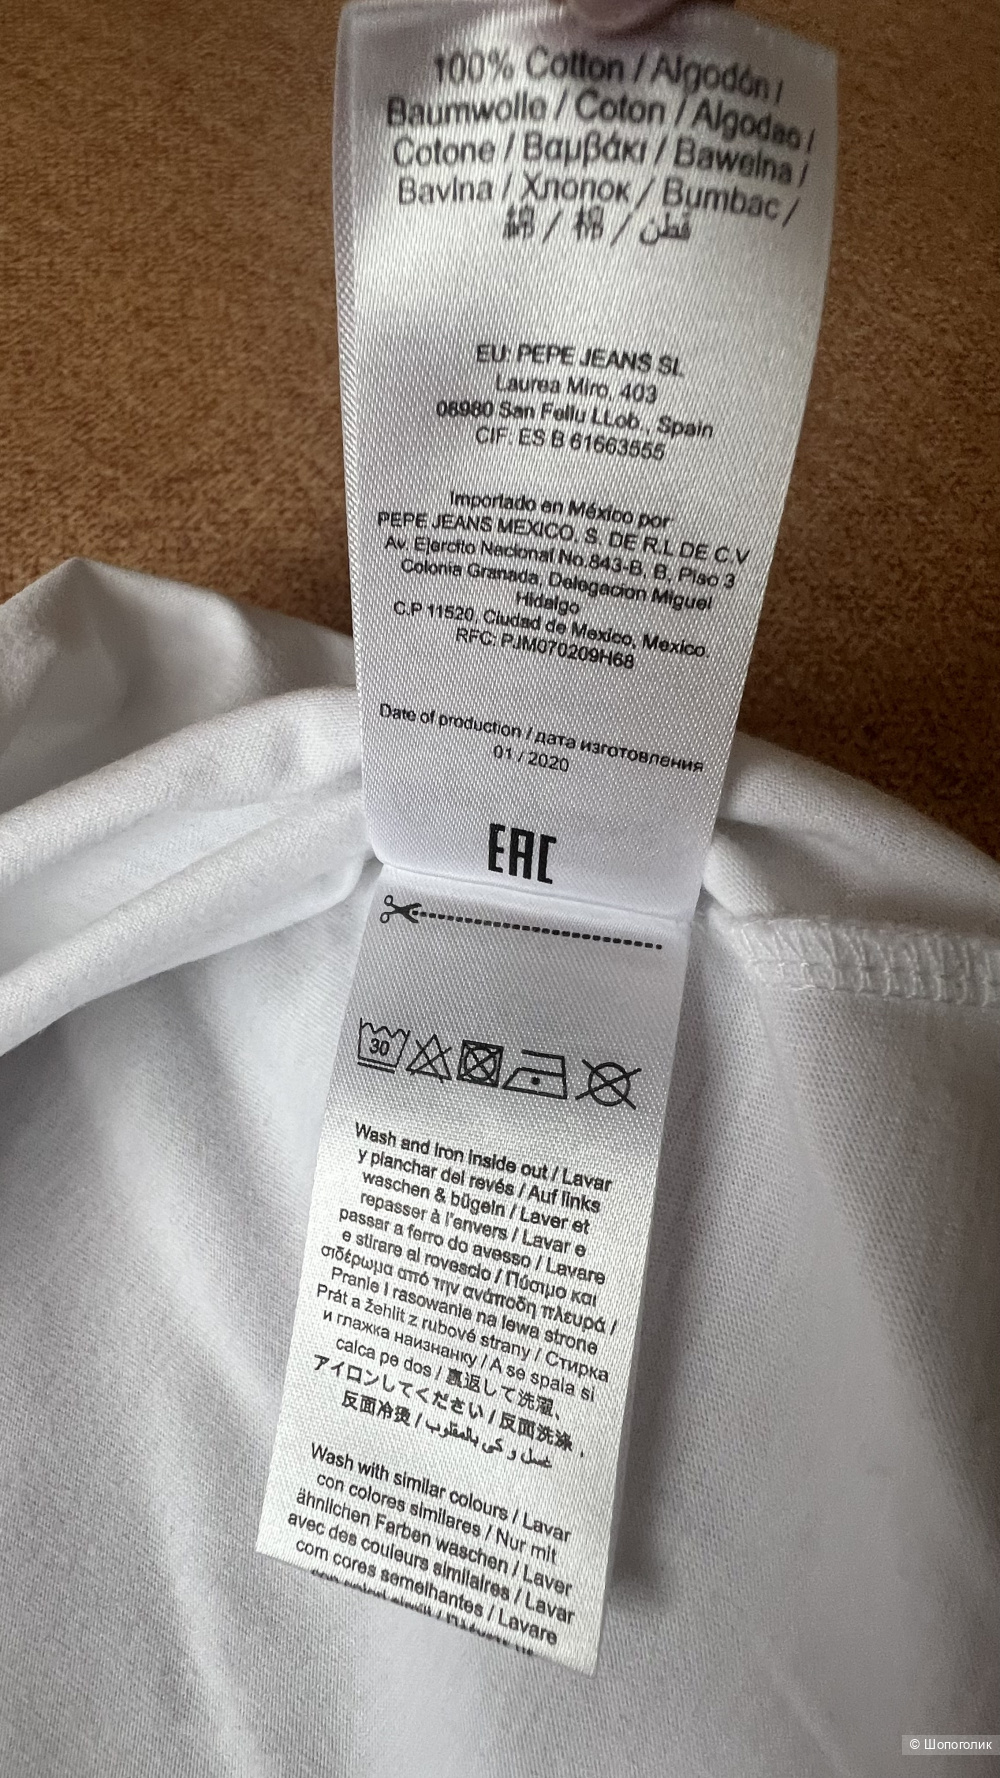 100% Cotton / Algodón /
Baumwolle / Coton / Algodao /
Cotone / Βαμβάκι / Bawelna /
Bavlna / Хлопок / Bumbac /
綿 / 棉 / قطن
EU: PEPE JEANS SL
Laurea Miro, 403
08980 San Feliu LLob., Spain
CIF. ES B 61663555
Importado en México por
PEPE JEANS MEXICO, S. DE R.L DE C.V
Av. Ejercito Nacional No.843-B, B, Piso 3
Colonia Granada, Delegacion Miguel
Hidalgo
C.P 11520, Ciudad de Mexico, Mexico.
RFC: PJM070209H68
Date of production / дата изготовления
01 / 2020
EAC
30
Wash and iron inside out / Lavar
y planchar del revés / Auf links
waschen & bügeln / Laver et
repasser à l'envers / Lavar e
passar a ferro do avesso / Lavare
e stirare al rovescio / Πύσιμο και
σιδέρωμα από την ανάποδη πλευρά /
Pranie i rasowanie na lewa strone
Prát a žehlit z rubové strany / Стирка
и глажка наизнанку / A se spala si
calca pe dos / 裏返して洗濯、
アイロンしてください / 反面洗涤，
反面冷烫 / غسل و كي بالمقلوب
Wash with similar colours / Lavar
con colores similares / Nur mit
ähnlichen Farben waschen / Laver
avec des couleurs similaires / Lavar
com cores semelhantes / Lavare
© Шопоголик